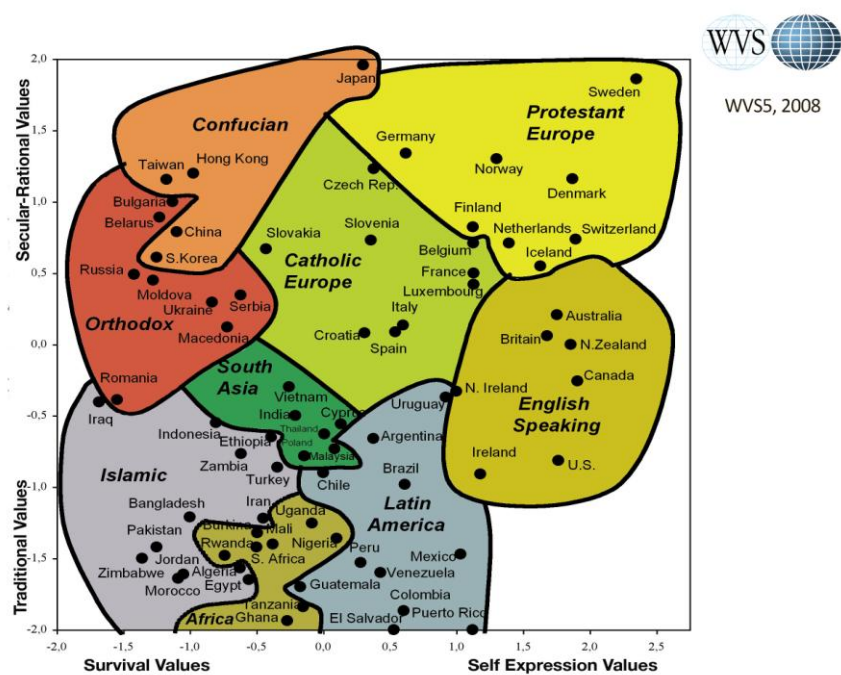 WVS
WVS5, 2008
2,0
1,5
1,0
0,5
0,0
-0,5
-1,0
-1,5
-2,0
Secular-Rational Values
Traditional Values
Japan
Sweden
Confucian
Protestant
Europe
Germany
Taiwan
Hong Kong
Norway
Czech Rep.
Denmark
Bulgaria
Belarus
Finland
China
Slovenia
Netherlands
Switzerland
Slovakia
Belgium
Iceland
S.Korea
Catholic
Europe
Russia
France
Moldova
Luxembourg
Ukraine
Serbia
Italy
Australia
Orthodox
Macedonia
Croatia
Spain
Britain
N.Zealand
South
Asia
Romania
Vietnam
Canada
Iraq
Uruguay
N. Ireland
India
Cyprus
English
Speaking
Indonesia
Thailand
Ethiopia
Poland
Argentina
Zambia
Malaysia
Ireland
U.S.
Islamic
Turkey
Chile
Brazil
Iran
Bangladesh
Uganda
Latin
America
Burkina
Mali
Pakistan
Rwanda
Nigeria
Peru
Mexico
Jordan
S. Africa
Zimbabwe
Algeria
Venezuela
Morocco
Egypt
Guatemala
Colombia
Tanzania
Africa
Ghana
El Salvador
Puerto Rico
-2,0 -1,5 -1,0 -0,5 0,0 0,5 1,0 1,5 2,0 2,5
Survival Values
Self Expression Values